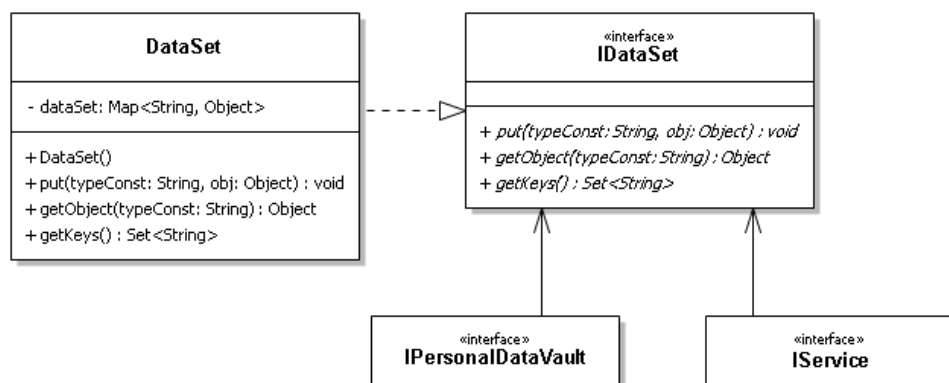 DataSet
- dataSet: Map<String, Object>
+ DataSet()
+ put(typeConst: String, obj: Object) : void
+ getObject(typeConst: String) : Object
+ getKeys() : Set<String>
«interface»
IDataSet
+ put(typeConst: String, obj: Object) : void
+ getObject(typeConst: String) : Object
+ getKeys() : Set<String>
«interface»
IPersonalDataVault
«interface»
IService